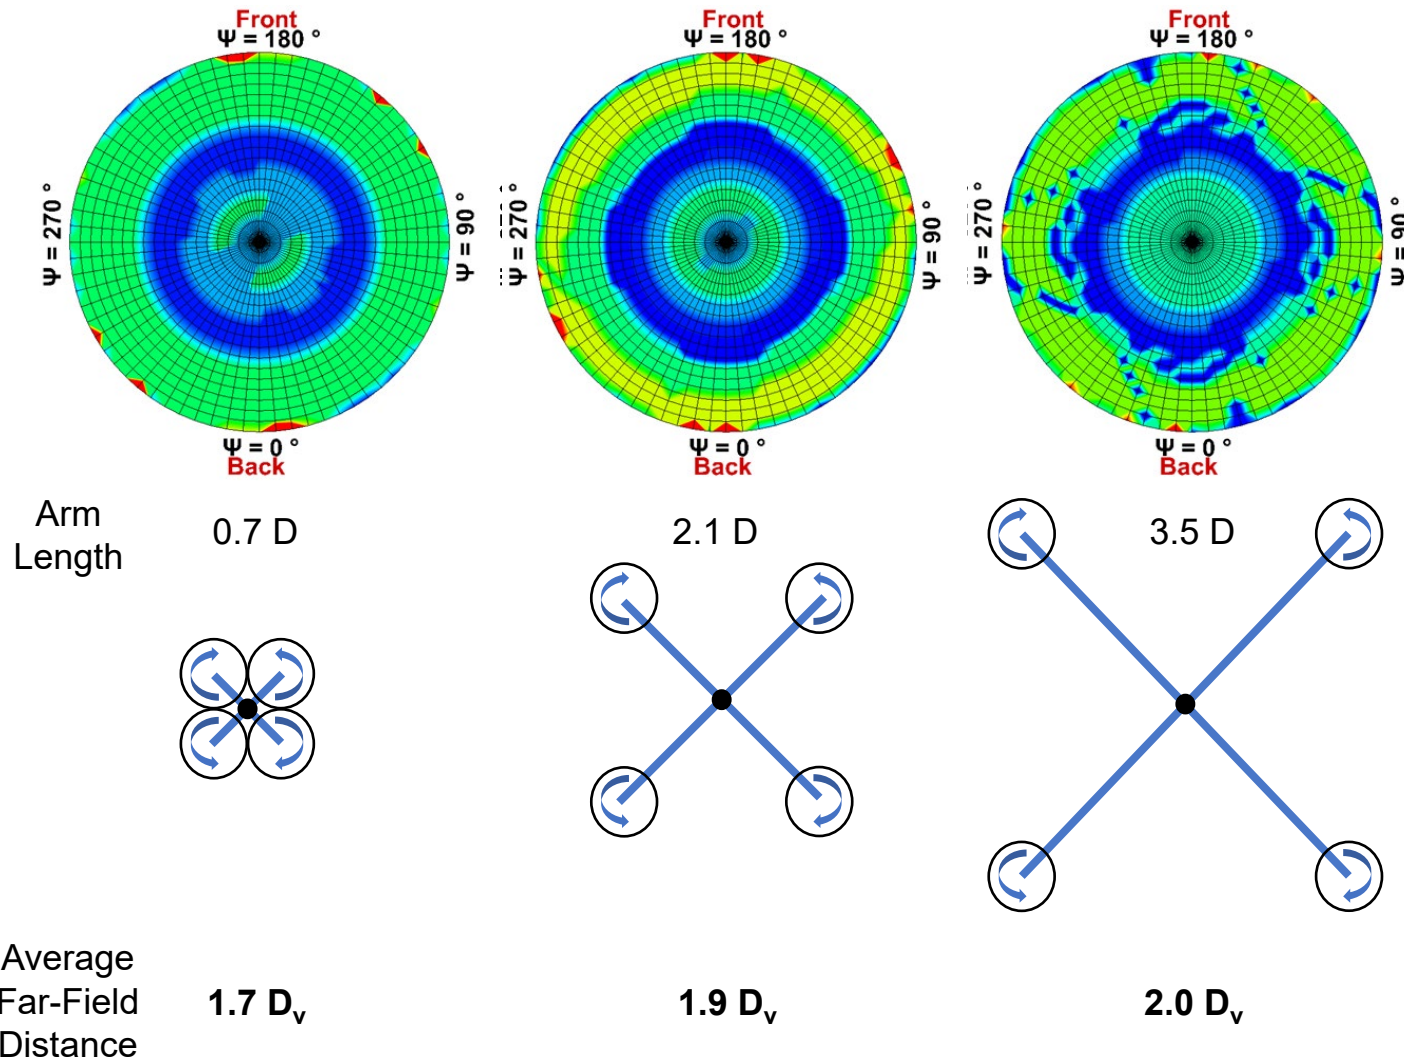 Front
Ψ = 180 °
Ψ = 270 °
Ψ = 90 °
Ψ = 0 °
Back
Front
Ψ = 180 °
Ψ = 270 °
Ψ = 90 °
Ψ = 0 °
Back
Front
Ψ = 180 °
Ψ = 270 °
Ψ = 90 °
Ψ = 0 °
Back
Arm
Length
0.7 D
2.1 D
3.5 D
Average
Far-Field
Distance
1.7 Dv
1.9 Dv
2.0 Dv